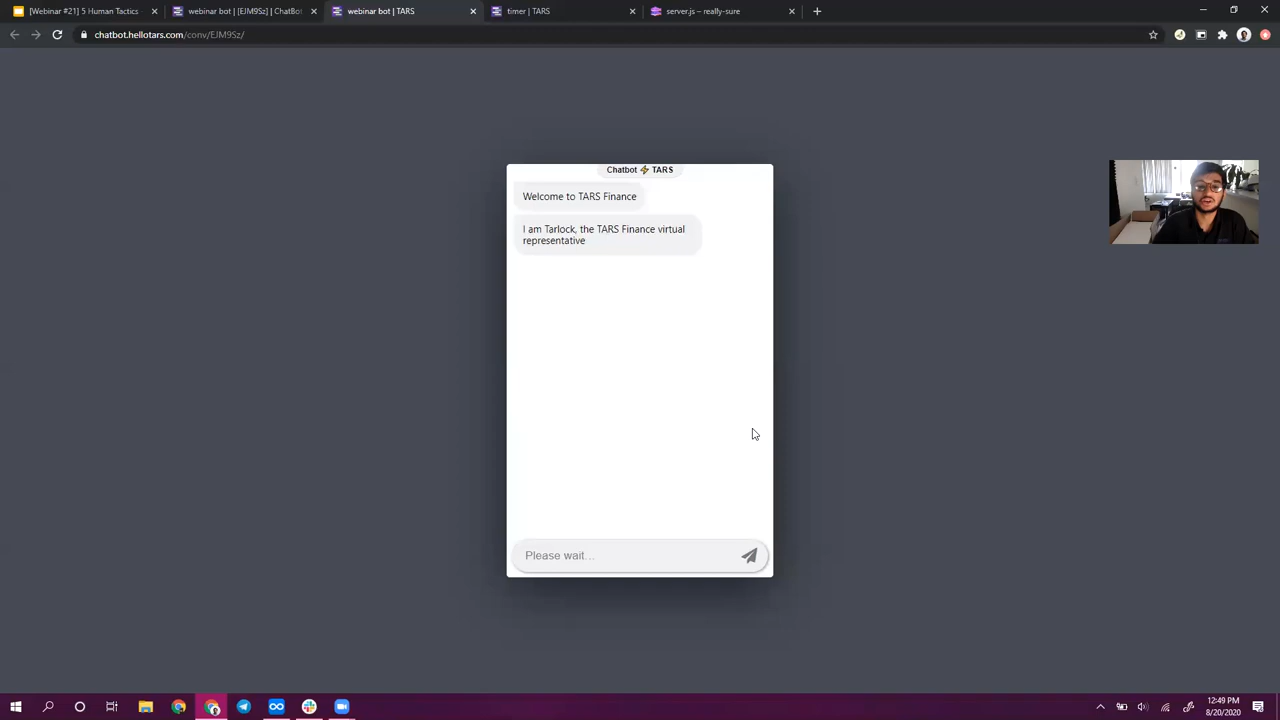 [Webinar #21] 5 Human Tactics
webinar bot | [EJM9Sz] | ChatBot
webinar bot | TARS
timer | TARS
server.js – really-sure
chatbot.hellotars.com/conv/EJM9Sz/
Chatbot ⚡ TARS
Welcome to TARS Finance
I am Tarlock, the TARS Finance virtual
representative
Please wait...
12:49 PM
8/20/2020